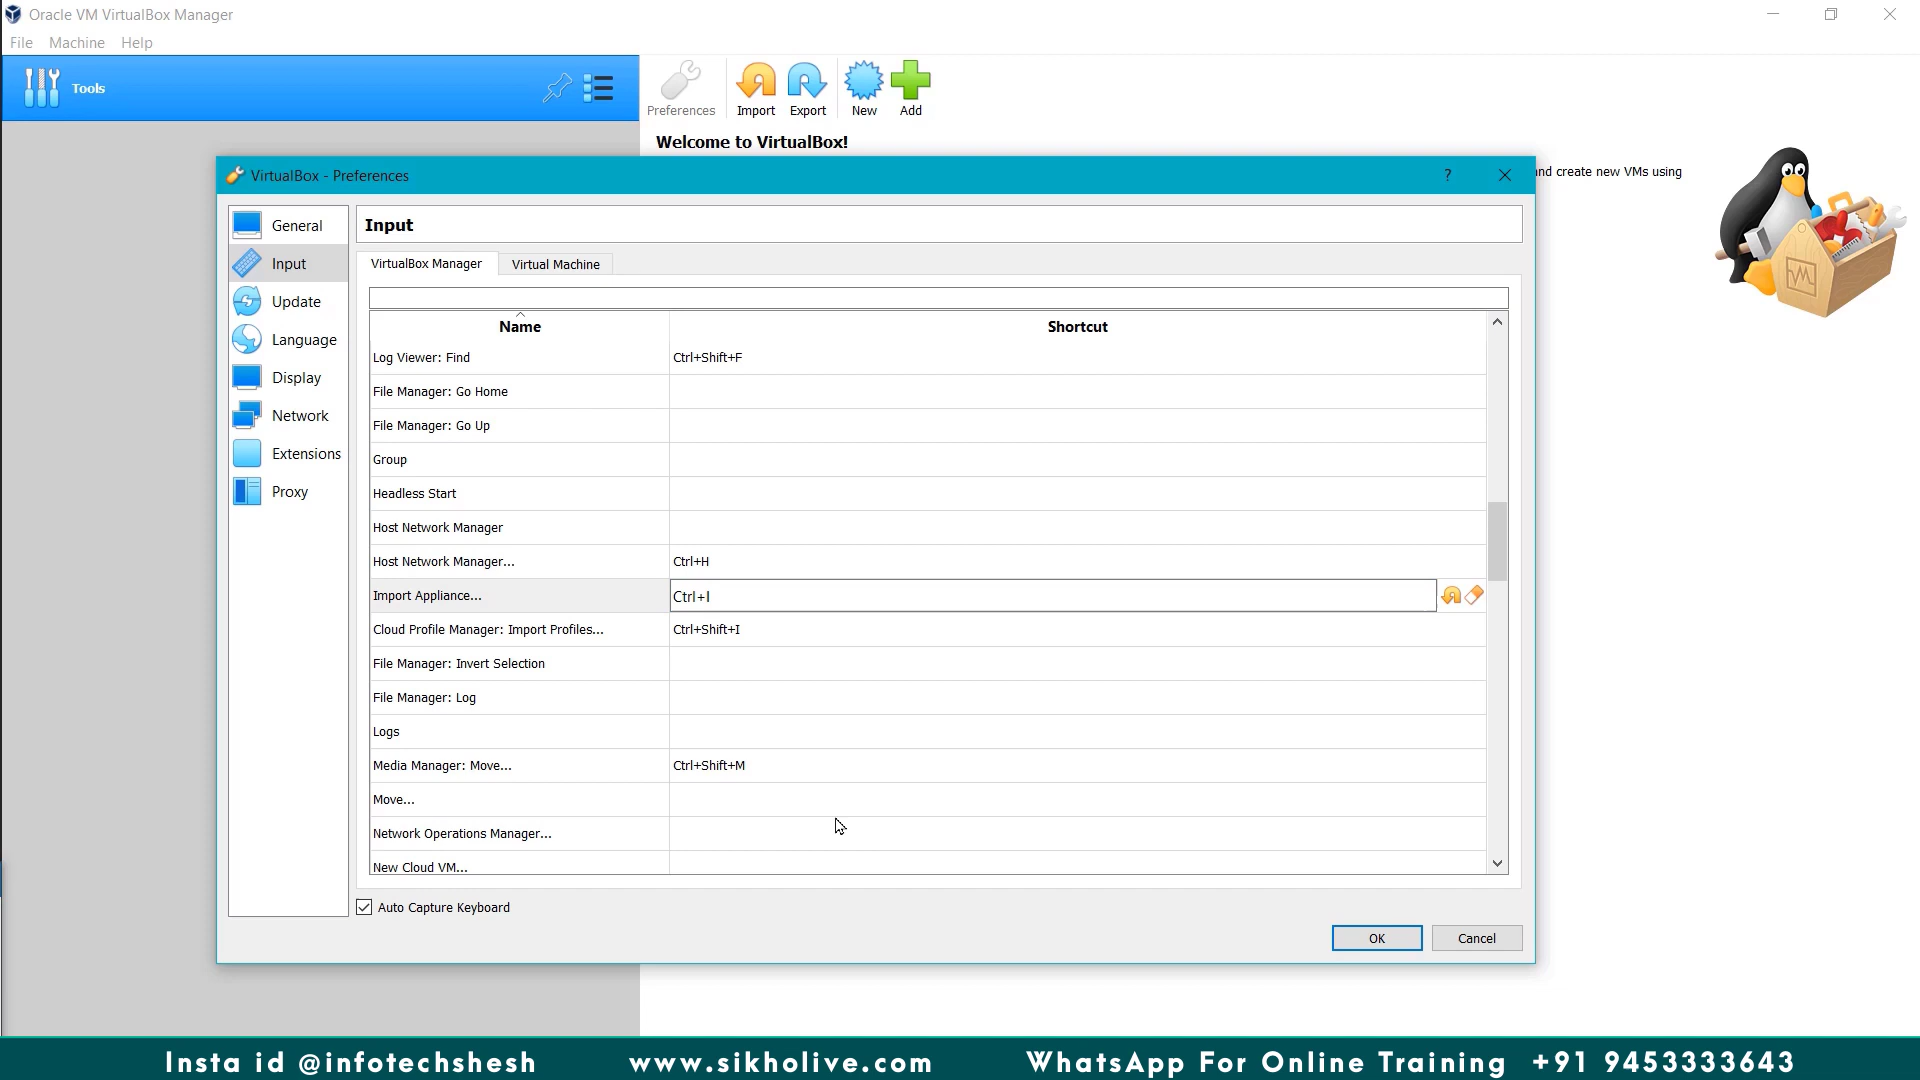 Oracle VM VirtualBox Manager
File Machine Help
Tools
Preferences Import Export New Add
Welcome to VirtualBox!
nd create new VMs using
VirtualBox - Preferences ?
General
Input
Update
Language
Display
Network
Extensions
Proxy
Input
VirtualBox Manager Virtual Machine
Name Shortcut
Log Viewer: Find Ctrl+Shift+F
File Manager: Go Home
File Manager: Go Up
Group
Headless Start
Host Network Manager
Host Network Manager... Ctrl+H
Import Appliance... Ctrl+I
Cloud Profile Manager: Import Profiles... Ctrl+Shift+I
File Manager: Invert Selection
File Manager: Log
Logs
Media Manager: Move... Ctrl+Shift+M
Move...
Network Operations Manager...
New Cloud VM...
Auto Capture Keyboard
OK Cancel
Insta id @infotechshesh www.sikholive.com WhatsApp For Online Training +91 9453333643